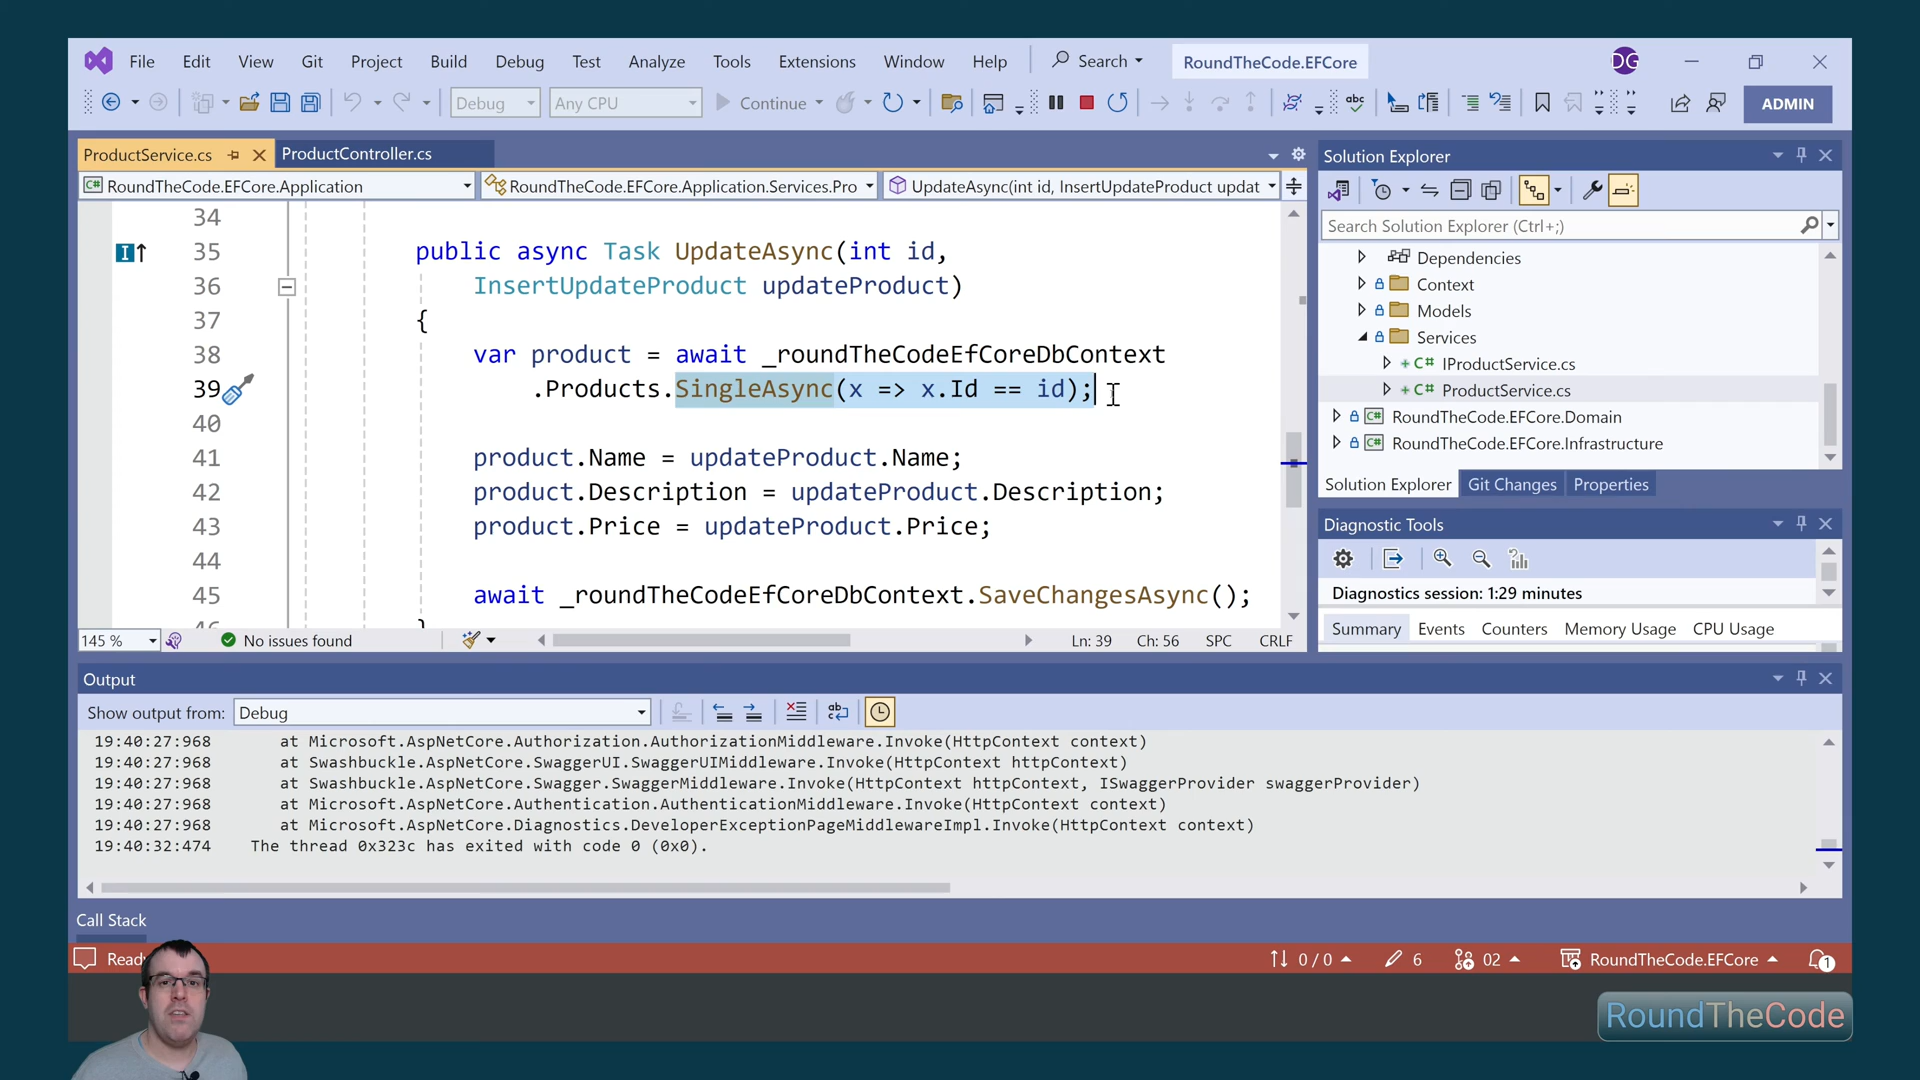 File Edit View Git Project Build Debug Test Analyze Tools Extensions Window Help Search RoundTheCode.EFCore DG
Debug Any CPU Continue ADMIN
ProductService.cs ProductController.cs
RoundTheCode.EFCore.Application RoundTheCode.EFCore.Application.Services.Pro UpdateAsync(int id, InsertUpdateProduct updat
34
35 public async Task UpdateAsync(int id,
36 InsertUpdateProduct updateProduct)
37 {
38 var product = await _roundTheCodeEfCoreDbContext
39 .Products.SingleAsync(x => x.Id == id);
40
41 product.Name = updateProduct.Name;
42 product.Description = updateProduct.Description;
43 product.Price = updateProduct.Price;
44
45 await _roundTheCodeEfCoreDbContext.SaveChangesAsync();
46 }
145 % No issues found Ln: 39 Ch: 56 SPC CRLF
Solution Explorer
Search Solution Explorer (Ctrl+;)
Dependencies
Context
Models
Services
C# IProductService.cs
C# ProductService.cs
RoundTheCode.EFCore.Domain
RoundTheCode.EFCore.Infrastructure
Solution Explorer Git Changes Properties
Diagnostic Tools
Diagnostics session: 1:29 minutes
Summary Events Counters Memory Usage CPU Usage
Output
Show output from: Debug
19:40:27:968 at Microsoft.AspNetCore.Authorization.AuthorizationMiddleware.Invoke(HttpContext context)
19:40:27:968 at Swashbuckle.AspNetCore.SwaggerUI.SwaggerUIMiddleware.Invoke(HttpContext httpContext)
19:40:27:968 at Swashbuckle.AspNetCore.Swagger.SwaggerMiddleware.Invoke(HttpContext httpContext, ISwaggerProvider swaggerProvider)
19:40:27:968 at Microsoft.AspNetCore.Authentication.AuthenticationMiddleware.Invoke(HttpContext context)
19:40:27:968 at Microsoft.AspNetCore.Diagnostics.DeveloperExceptionPageMiddlewareImpl.Invoke(HttpContext context)
19:40:32:474 The thread 0x323c has exited with code 0 (0x0).
Call Stack
Ready 0 / 0 6 02 RoundTheCode.EFCore 1
RoundTheCode